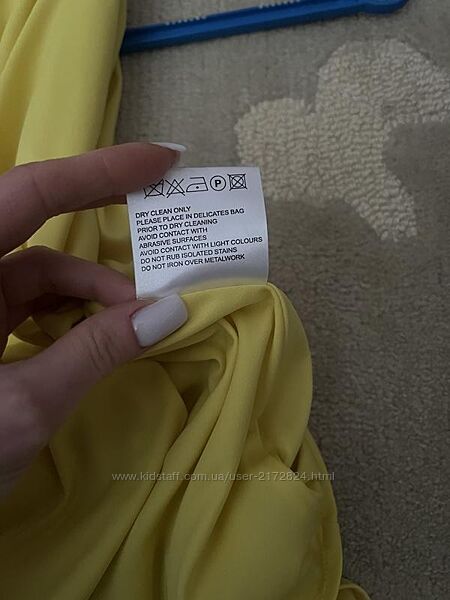 P
DRY CLEAN ONLY
PLEASE PLACE IN DELICATES BAG
PRIOR TO DRY CLEANING
AVOID CONTACT WITH
ABRASIVE SURFACES
AVOID CONTACT WITH LIGHT COLOURS
DO NOT RUB ISOLATED STAINS
DO NOT IRON OVER METALWORK
www.kidstaff.com.ua/user-2172824.html